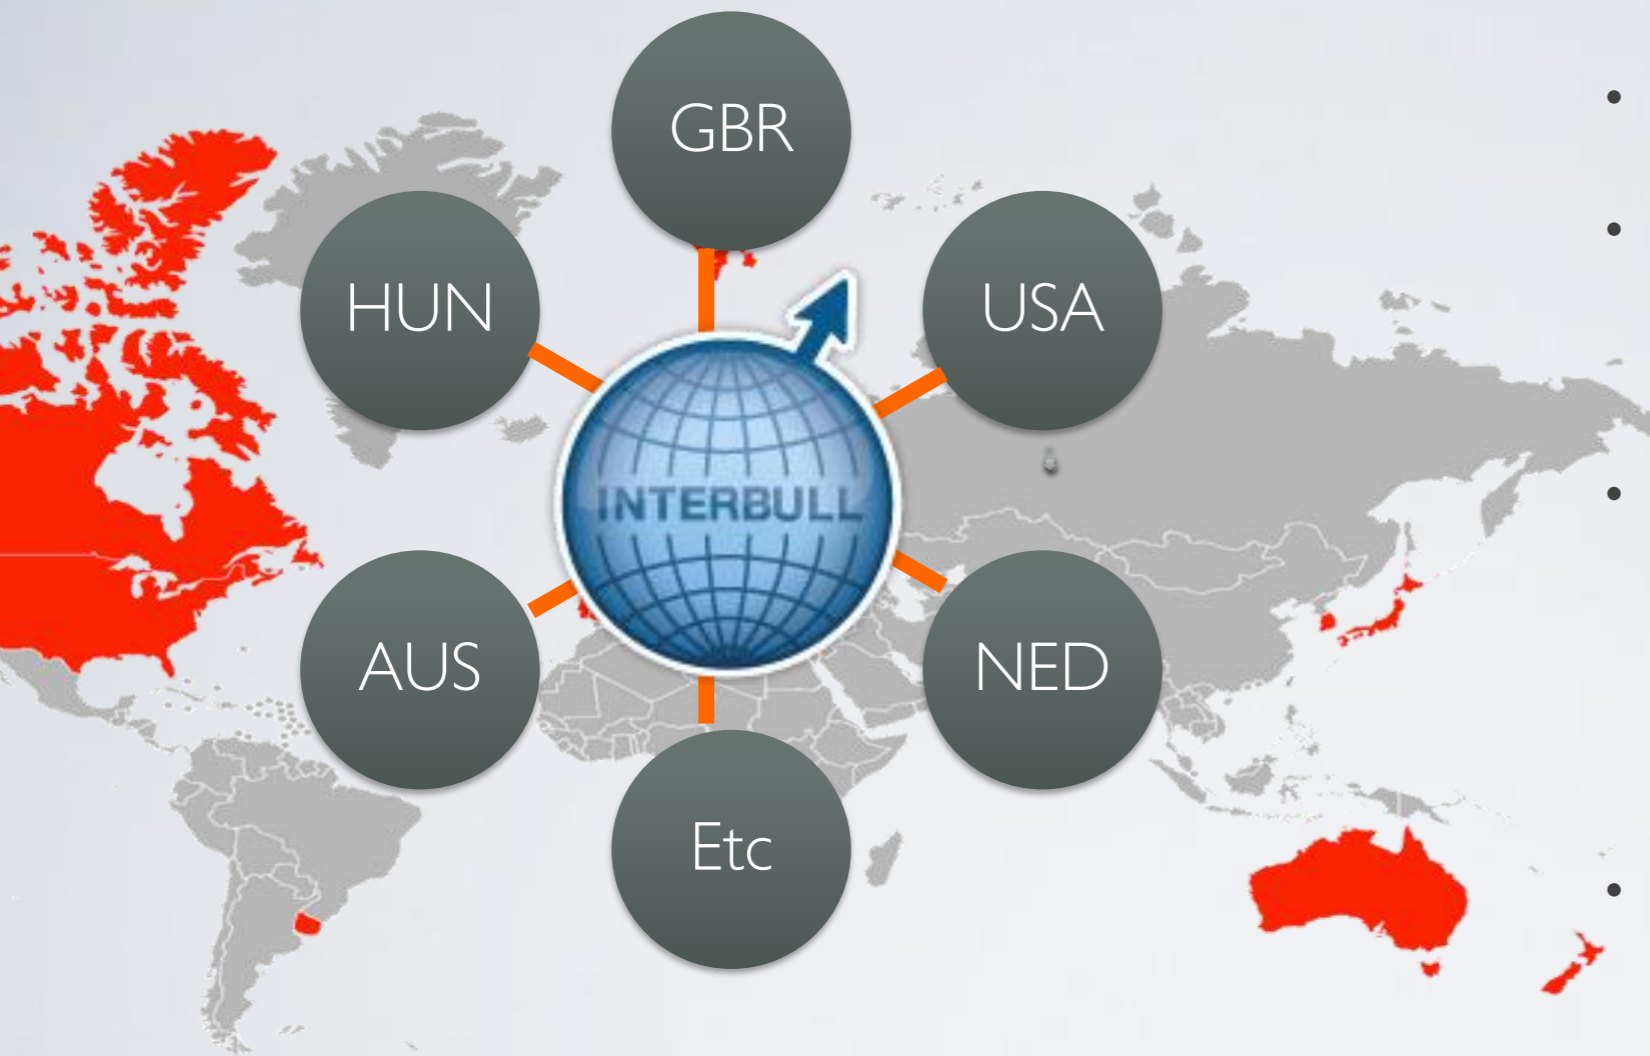 GBR
HUN
USA
INTERBULL
AUS
NED
Etc